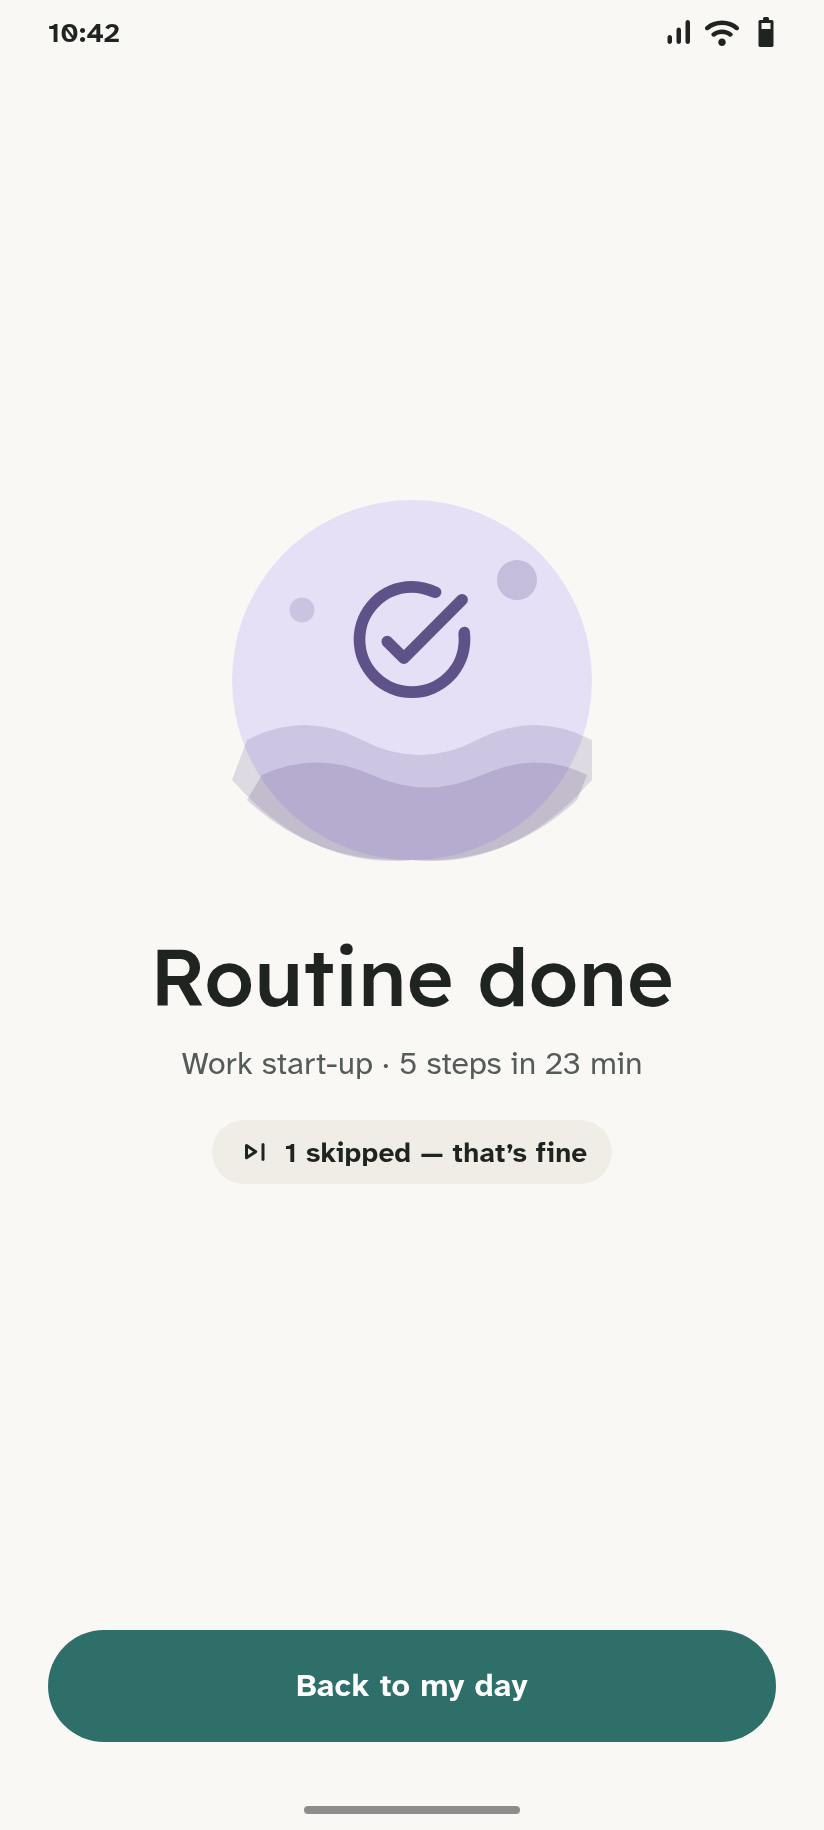 10:42
Routine done
Work start-up · 5 steps in 23 min
1 skipped — that’s fine
Back to my day